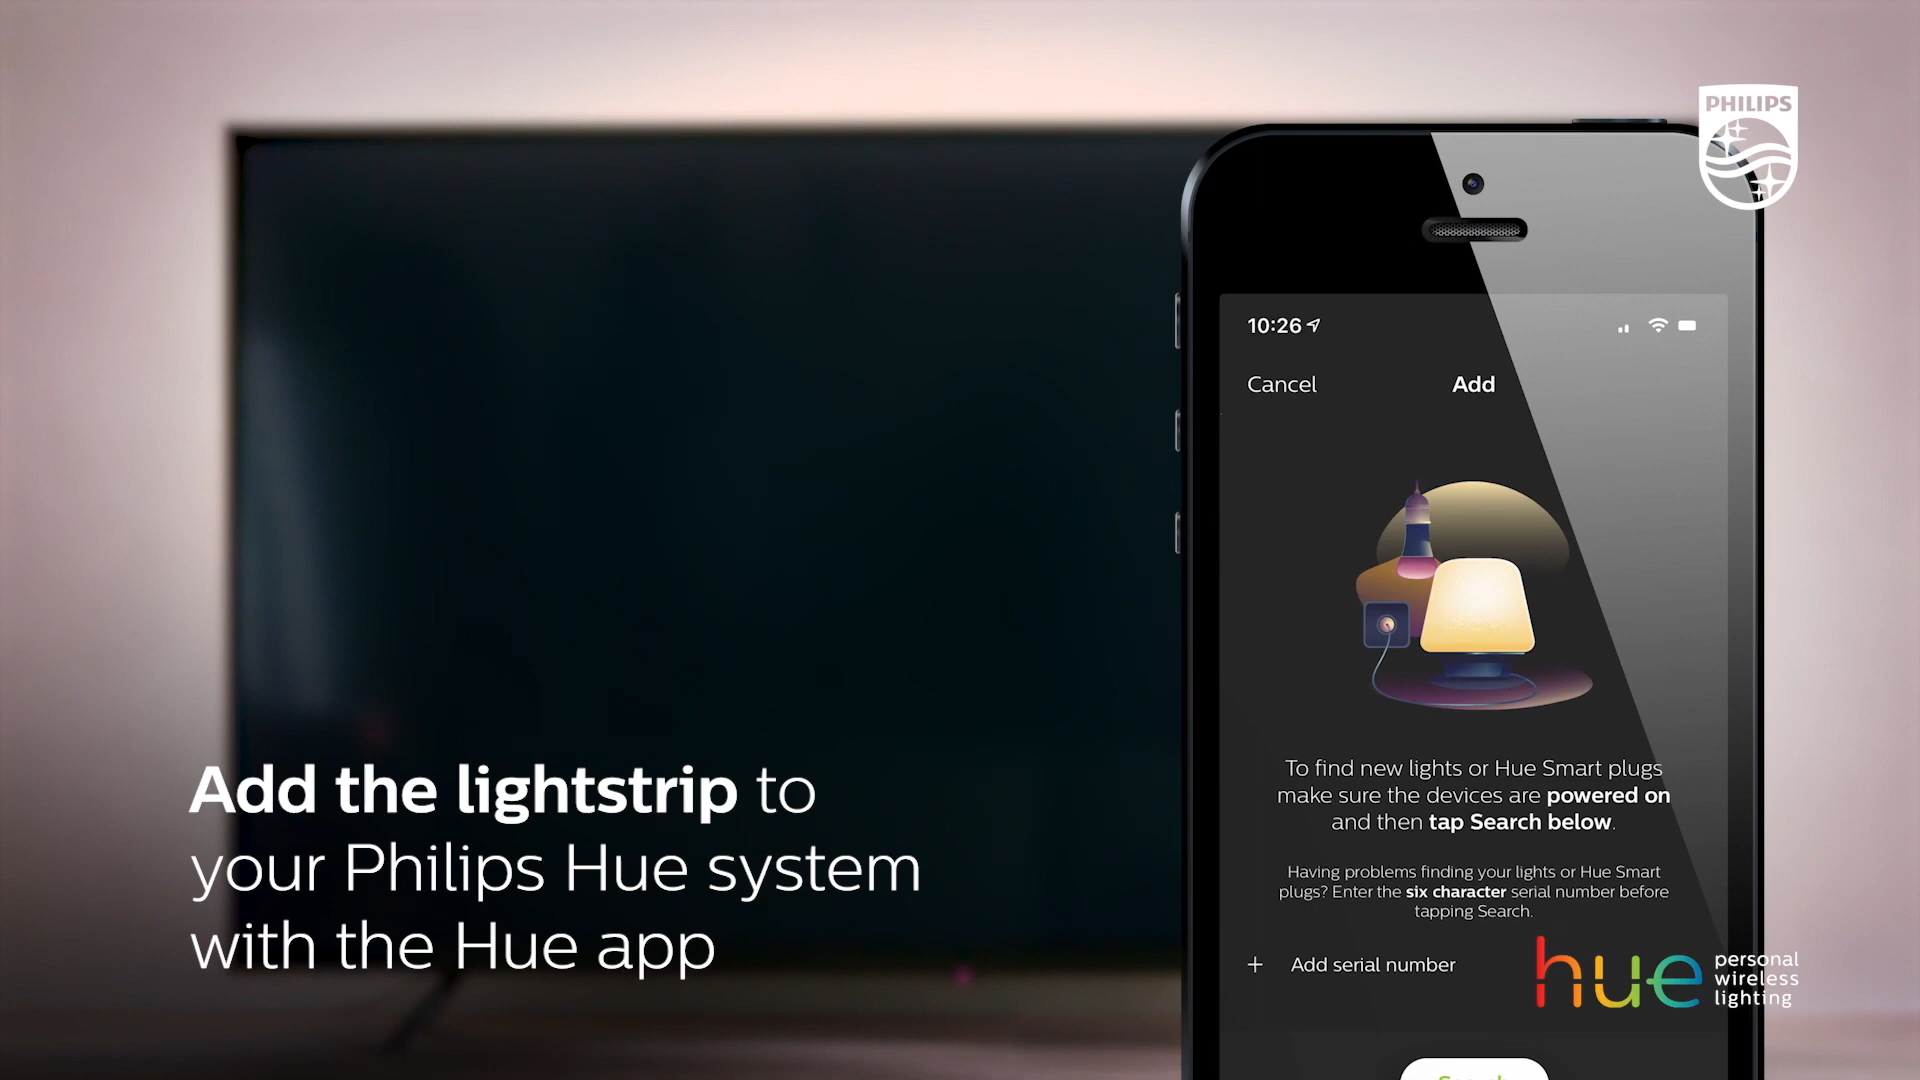 PHILIPS
10:26
Cancel
Add
To find new lights or Hue Smart plugs
make sure the devices are powered on
and then tap Search below.
Having problems finding your lights or Hue Smart
plugs? Enter the six character serial number before
tapping Search.
+ Add serial number
Add the lightstrip to
your Philips Hue system
with the Hue app
hue personal
wireless
lighting